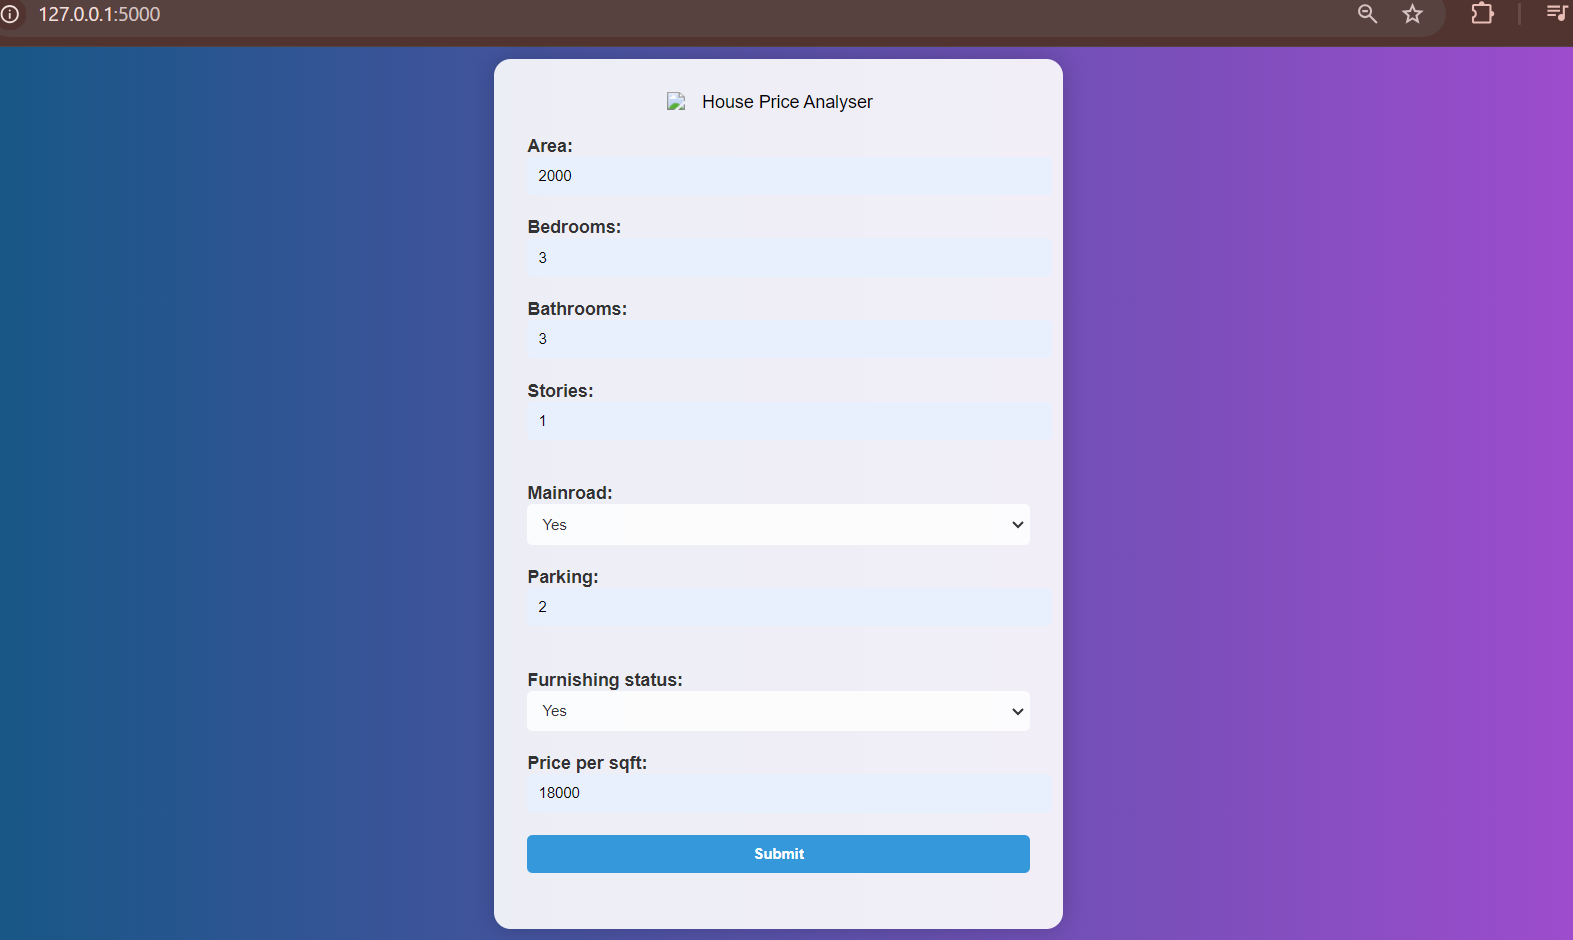 127.0.0.1:5000
House Price Analyser
Area:
2000
Bedrooms:
3
Bathrooms:
3
Stories:
1
Mainroad:
Yes
Parking:
2
Furnishing status:
Yes
Price per sqft:
18000
Submit